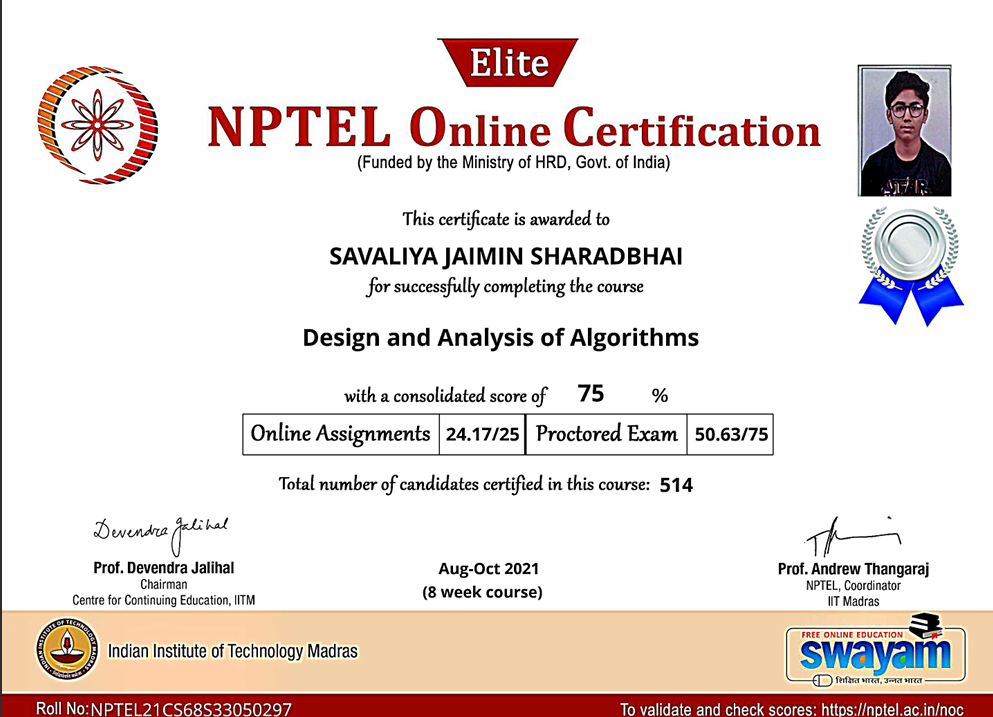 Elite
NPTEL Online Certification
(Funded by the Ministry of HRD, Govt. of India)
This certificate is awarded to
SAVALIYA JAIMIN SHARADBHAI
for successfully completing the course
Design and Analysis of Algorithms
with a consolidated score of 75 %
Online Assignments 24.17/25 Proctored Exam 50.63/75
Total number of candidates certified in this course: 514
Devendra Jalihal
Prof. Devendra Jalihal
Chairman
Centre for Continuing Education, IITM
Aug-Oct 2021
(8 week course)
Prof. Andrew Thangaraj
NPTEL, Coordinator
IIT Madras
INDIAN INSTITUTE OF TECHNOLOGY MADRAS
Indian Institute of Technology Madras
FREE ONLINE EDUCATION
swayam
शिक्षित भारत, उन्नत भारत
Roll No: NPTEL21CS68S33050297
To validate and check scores: https://nptel.ac.in/noc